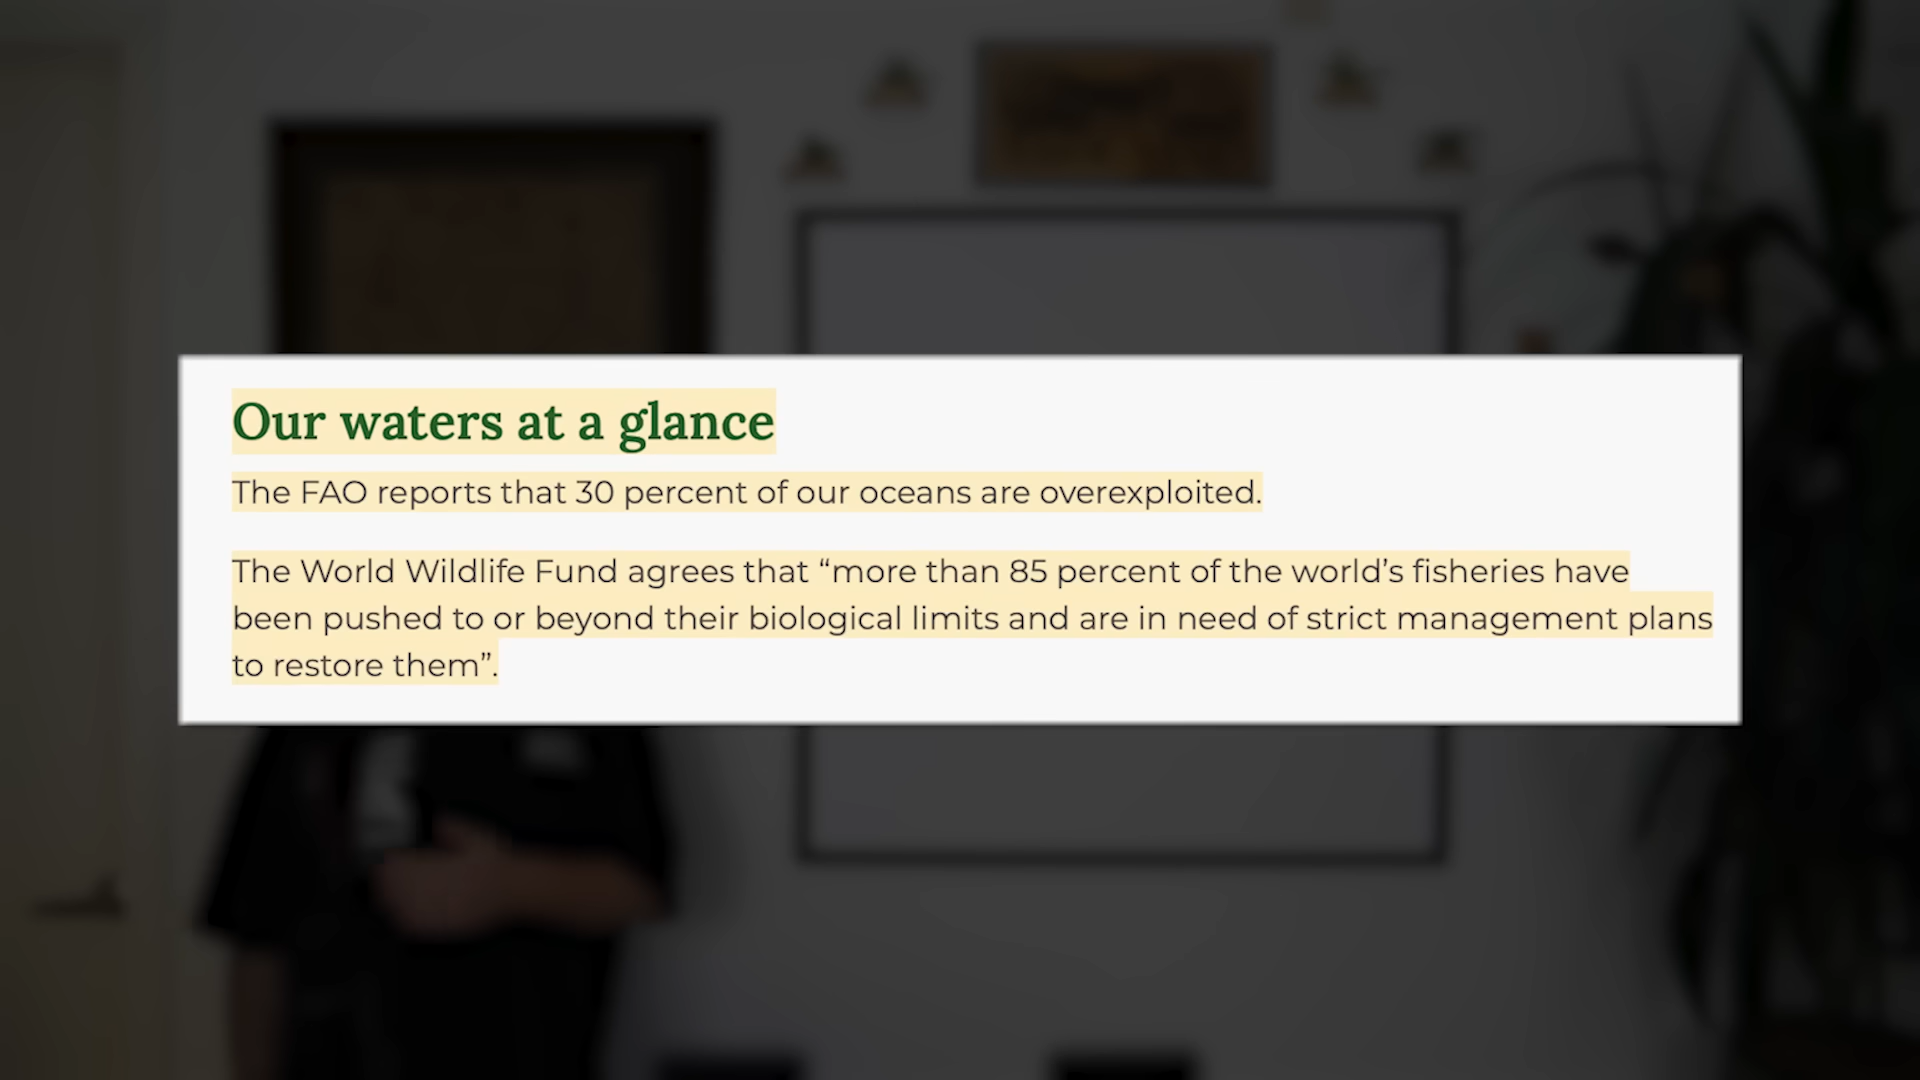 Our waters at a glance
The FAO reports that 30 percent of our oceans are overexploited.
The World Wildlife Fund agrees that “more than 85 percent of the world’s fisheries have
been pushed to or beyond their biological limits and are in need of strict management plans
to restore them”.